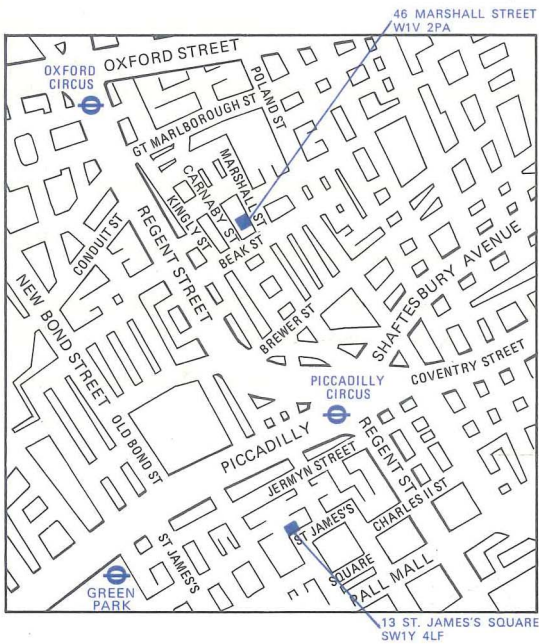 46 MARSHALL STREET
W1V 2PA
OXFORD STREET
OXFORD
CIRCUS
POLAND ST
GT MARLBOROUGH ST
MARSHALL ST
CARNABY ST
KINGLY ST
BEAK ST
REGENT STREET
CONDUIT ST
NEW BOND STREET
BREWER ST
SHAFTESBURY AVENUE
COVENTRY STREET
PICCADILLY
CIRCUS
OLD BOND ST
PICCADILLY
REGENT ST
JERMYN STREET
CHARLES II ST
ST JAMES'S
SQUARE
ST JAMES'S
PALL MALL
GREEN
PARK
13 ST. JAMES'S SQUARE
SW1Y 4LF